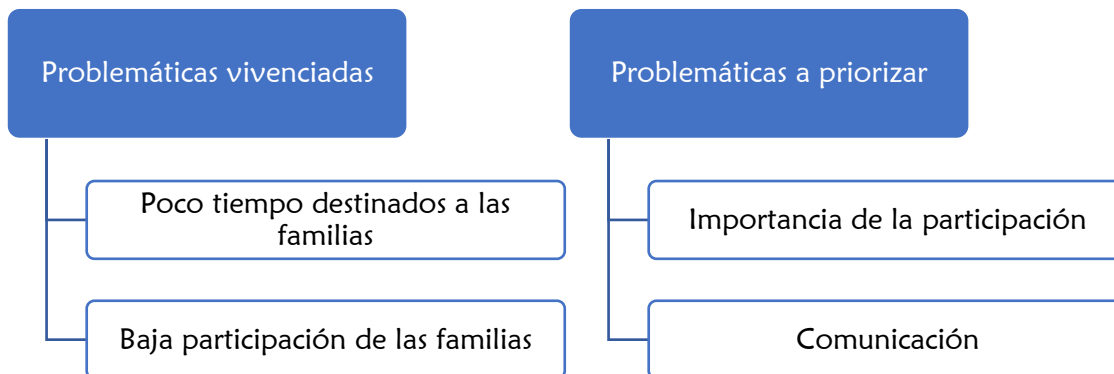 Problemáticas vivenciadas
Poco tiempo destinados a las
familias
Baja participación de las familias
Problemáticas a priorizar
Importancia de la participación
Comunicación